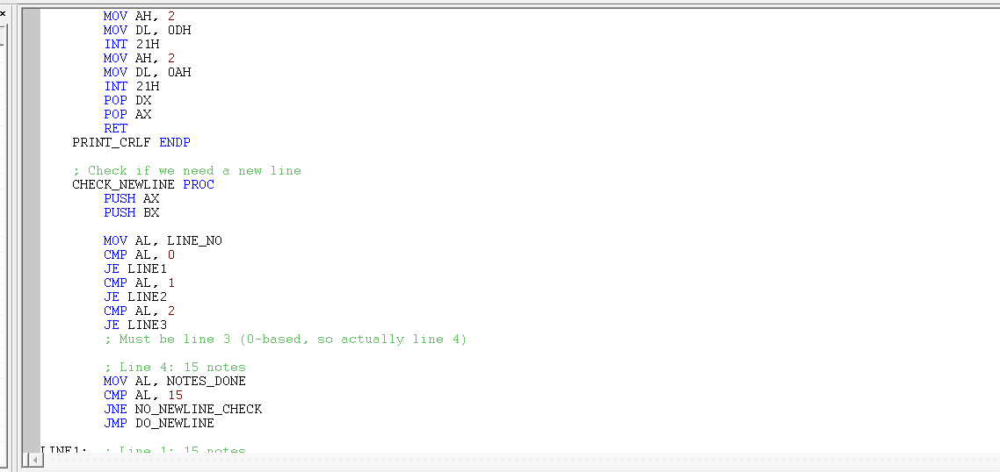 MOV AH, 2
MOV DL, 0DH
INT 21H
MOV AH, 2
MOV DL, 0AH
INT 21H
POP DX
POP AX
RET
PRINT_CRLF ENDP
; Check if we need a new line
CHECK_NEWLINE PROC
PUSH AX
PUSH BX
MOV AL, LINE_NO
CMP AL, 0
JE LINE1
CMP AL, 1
JE LINE2
CMP AL, 2
JE LINE3
; Must be line 3 (0-based, so actually line 4)
; Line 4: 15 notes
MOV AL, NOTES_DONE
CMP AL, 15
JNE NO_NEWLINE_CHECK
JMP DO_NEWLINE
LINE1: ; Line 1: 15 notes